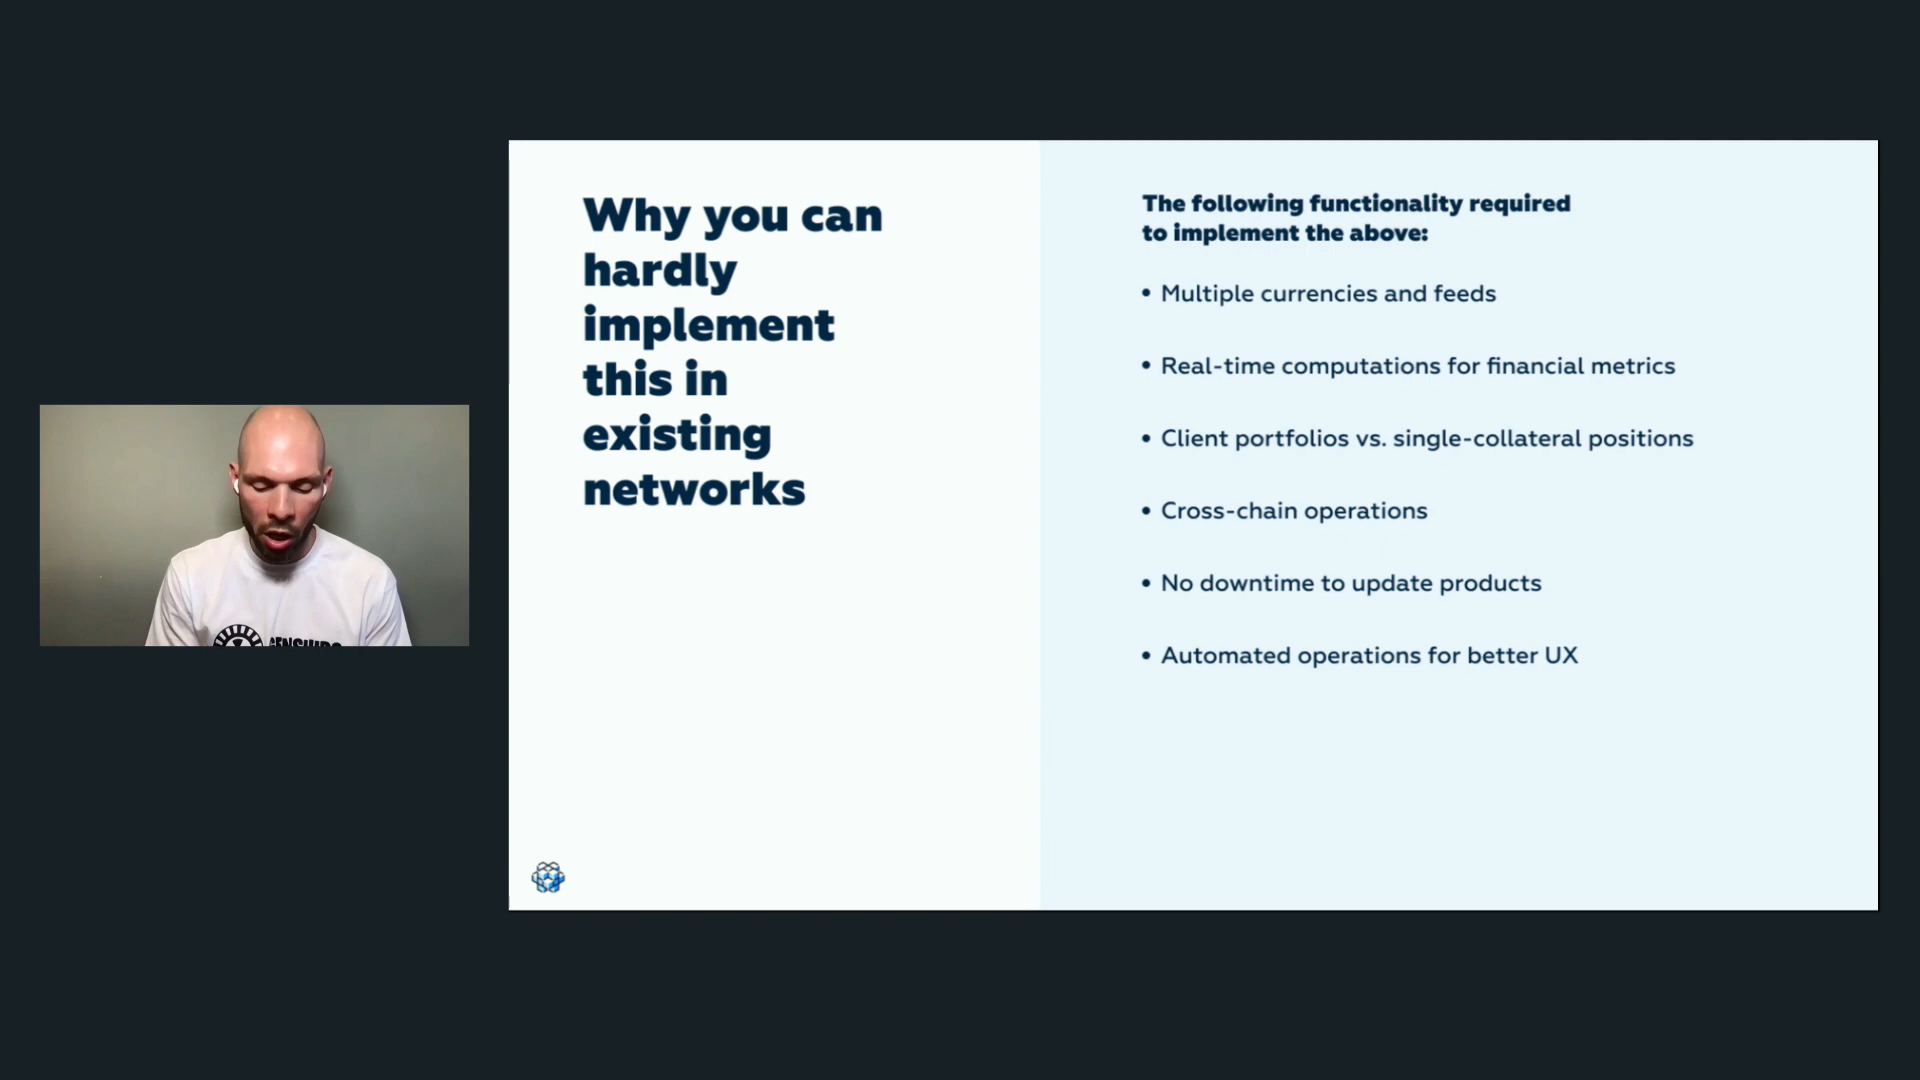 Why you can
hardly
implement
this in
existing
networks
The following functionality required
to implement the above:
• Multiple currencies and feeds
• Real-time computations for financial metrics
• Client portfolios vs. single-collateral positions
• Cross-chain operations
• No downtime to update products
• Automated operations for better UX